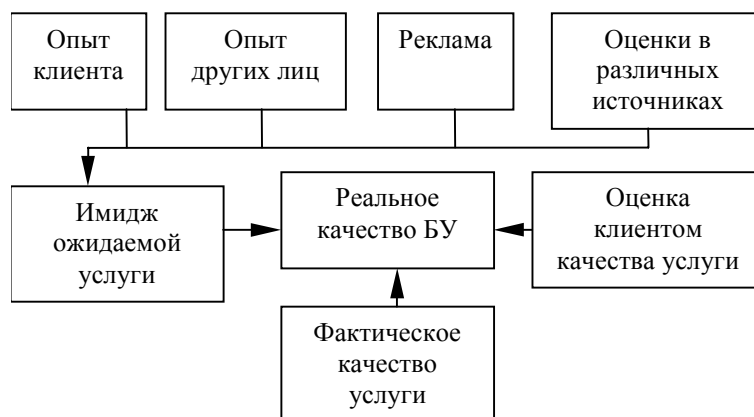 Опыт
клиента
Опыт
других лиц
Реклама
Оценки в
различных
источниках
Имидж
ожидаемой
услуги
Реальное
качество БУ
Оценка
клиентом
качества услуги
Фактическое
качество
услуги